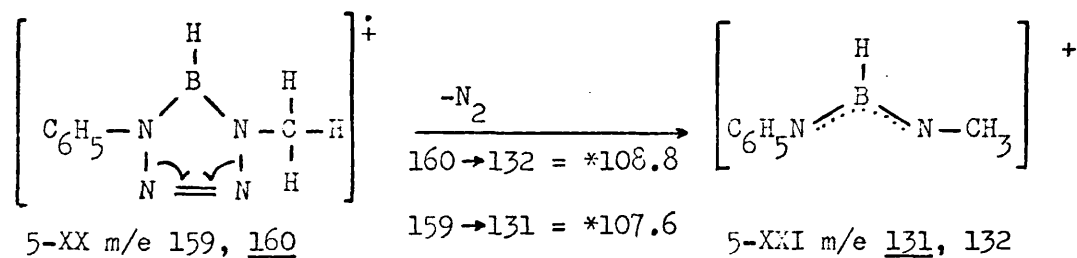 H
B
C6H5-N N-C-H
H
H
N = N
·+
-N2
160→132 = *108.8
159→131 = *107.6
H
B
C6H5N N-CH3
+
5-XX m/e 159, 160
5-XXI m/e 131, 132